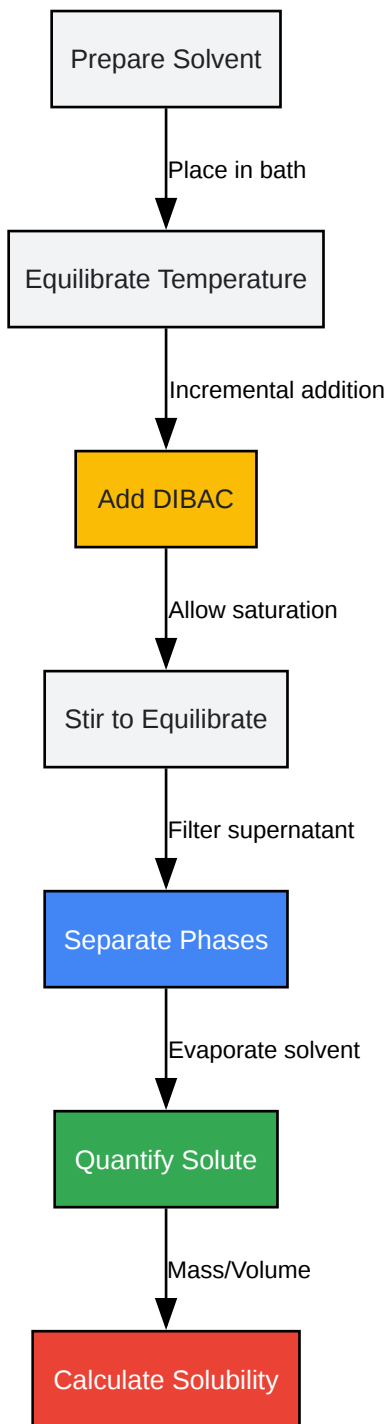 Prepare Solvent
Place in bath
Equilibrate Temperature
Incremental addition
Add DIBAC
Allow saturation
Stir to Equilibrate
Filter supernatant
Separate Phases
Evaporate solvent
Quantify Solute
Mass/Volume
Calculate Solubility